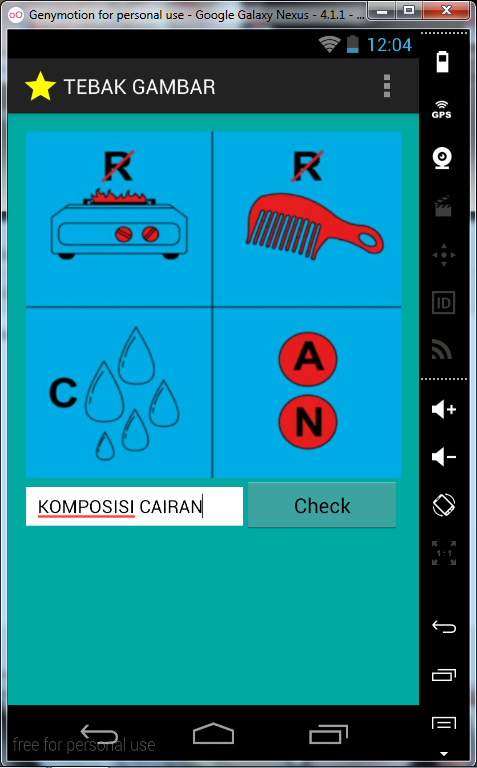 Genymotion for personal use - Google Galaxy Nexus - 4.1.1 - ...
12:04
TEBAK GAMBAR
GPS
R R
C
A
N
ID
KOMPOSISI CAIRAN
Check
1:1
free for personal use